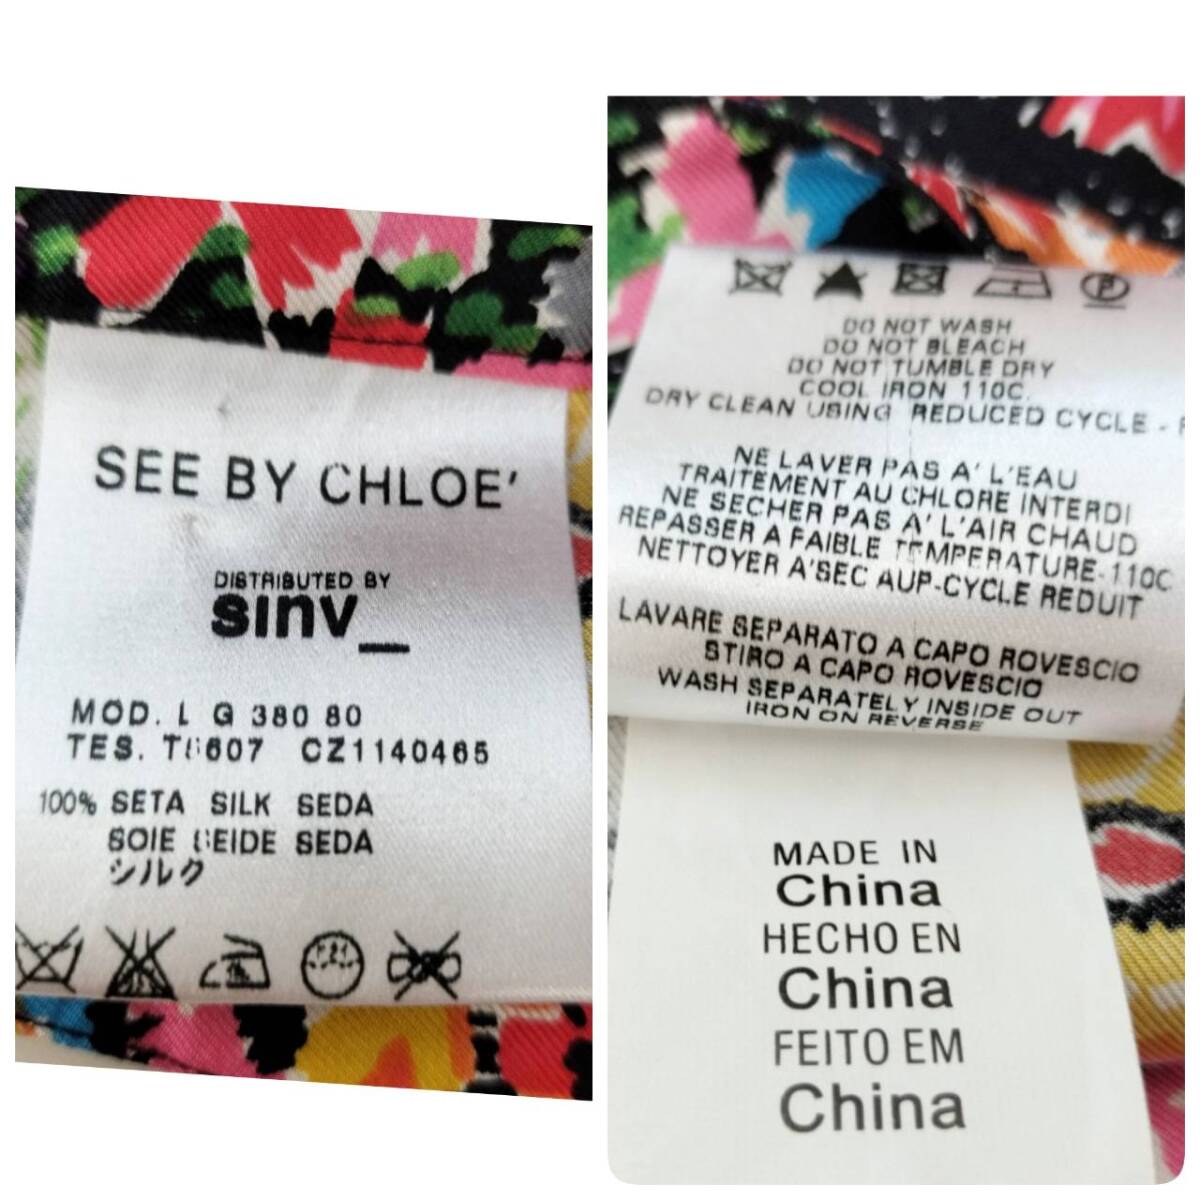 SEE BY CHLOE'
DISTRIBUTED BY
sinv_
MOD. L G 380 80
TES. CZ1140465
100% SETA SILK SEDA
SOIE SEIDE SEDA
シルク
DO NOT WASH
DO NOT BLEACH
DO NOT TUMBLE DRY
COOL IRON 110C.
DRY CLEAN USING REDUCED CYCLE -
NE LAVER PAS A' L'EAU
TRAITEMENT AU CHLORE INTERDI
NE SECHER PAS A' L'AIR CHAUD
REPASSER A FAIBLE TEMPERATURE-110C
NETTOYER A'SEC AUP-CYCLE REDUIT
LAVARE SEPARATO A CAPO ROVESCIO
STIRO A CAPO ROVESCIO
WASH SEPARATELY INSIDE OUT
IRON ON REVERSE
MADE IN
China
HECHO EN
China
FEITO EM
China